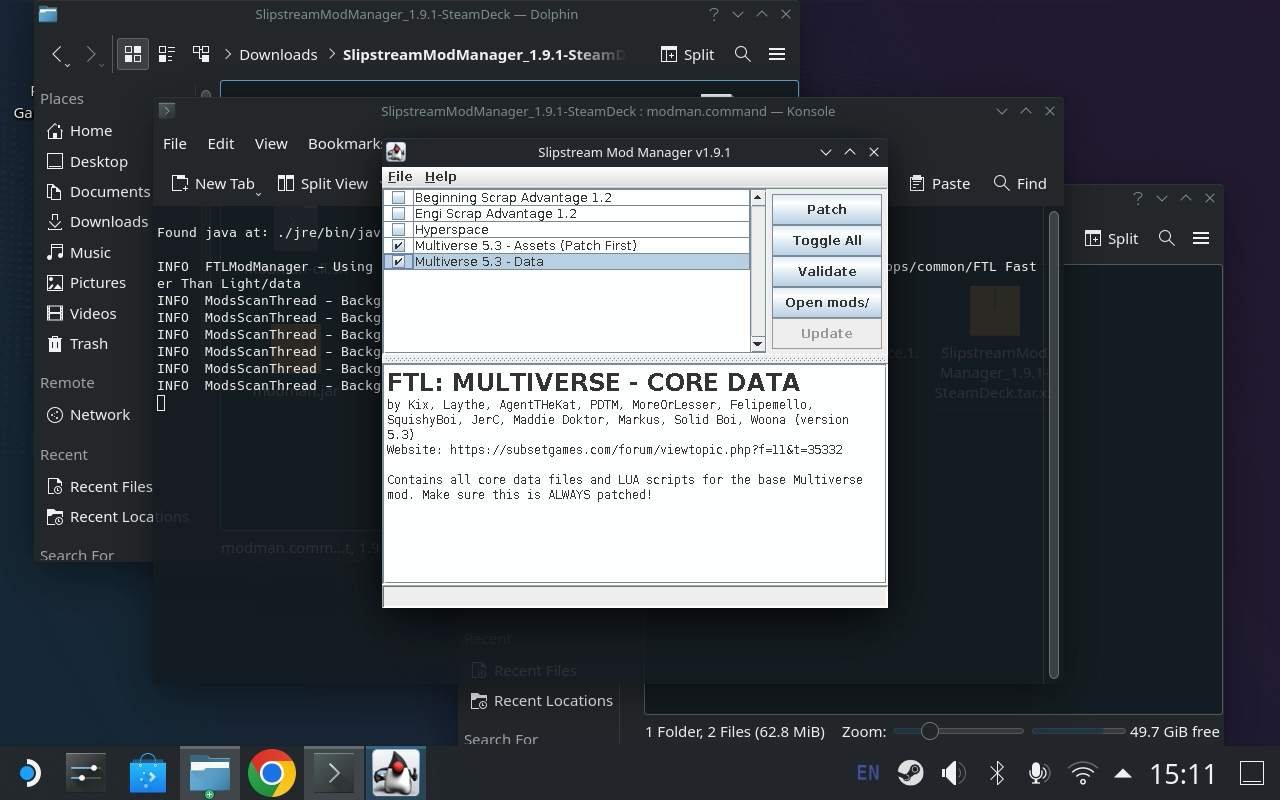 SlipstreamModManager_1.9.1-SteamDeck — Dolphin
Downloads
SlipstreamModManager_1.9.1-SteamD
Split
Places
Home
Desktop
Documents
Downloads
Music
Pictures
Videos
Trash
Remote
Network
Recent
Recent Files
Recent Locations
Search For
Ga
modman.jar
modman.comm...t, 1.9
SlipstreamModManager_1.9.1-SteamDeck : modman.command — Konsole
File Edit View Bookmark
New Tab Split View Paste Find
Found java at: ./jre/bin/jav
INFO FTLModManager - Using ops/common/FTL Fast
er Than Light/data
INFO ModsScanThread - Backg
INFO ModsScanThread - Backg
INFO ModsScanThread - Backg
INFO ModsScanThread - Backg
INFO ModsScanThread - Backg
INFO ModsScanThread - Backg
Slipstream Mod Manager v1.9.1
File Help
Beginning Scrap Advantage 1.2
Engi Scrap Advantage 1.2
Hyperspace
Multiverse 5.3 - Assets (Patch First)
Multiverse 5.3 - Data
Patch
Toggle All
Validate
Open mods/
Update
FTL: MULTIVERSE - CORE DATA
by Kix, Laythe, AgentTHeKat, PDTM, MoreOrLesser, Felipemello,
SquishyBoi, JerC, Maddie Doktor, Markus, Solid Boi, Woona (version
5.3)
Website: https://subsetgames.com/forum/viewtopic.php?f=11&t=35332
Contains all core data files and LUA scripts for the base Multiverse
mod. Make sure this is ALWAYS patched!
Split
SlipstreamMod
Manager_1.9.1-
SteamDeck.tar.x
Recent
Recent Files
Recent Locations
Search For
1 Folder, 2 Files (62.8 MiB)
Zoom:
49.7 GiB free
EN
15:11